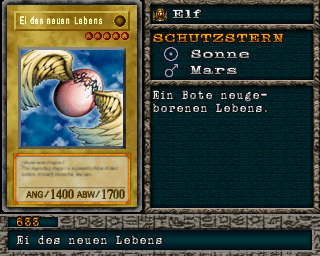 Ei des neuen Lebens
ANG/1400 ABW/1700
Elf
SCHUTZSTERN
Sonne
Mars
Ein Bote neuge-
borenen Lebens.
633
Ei des neuen Lebens